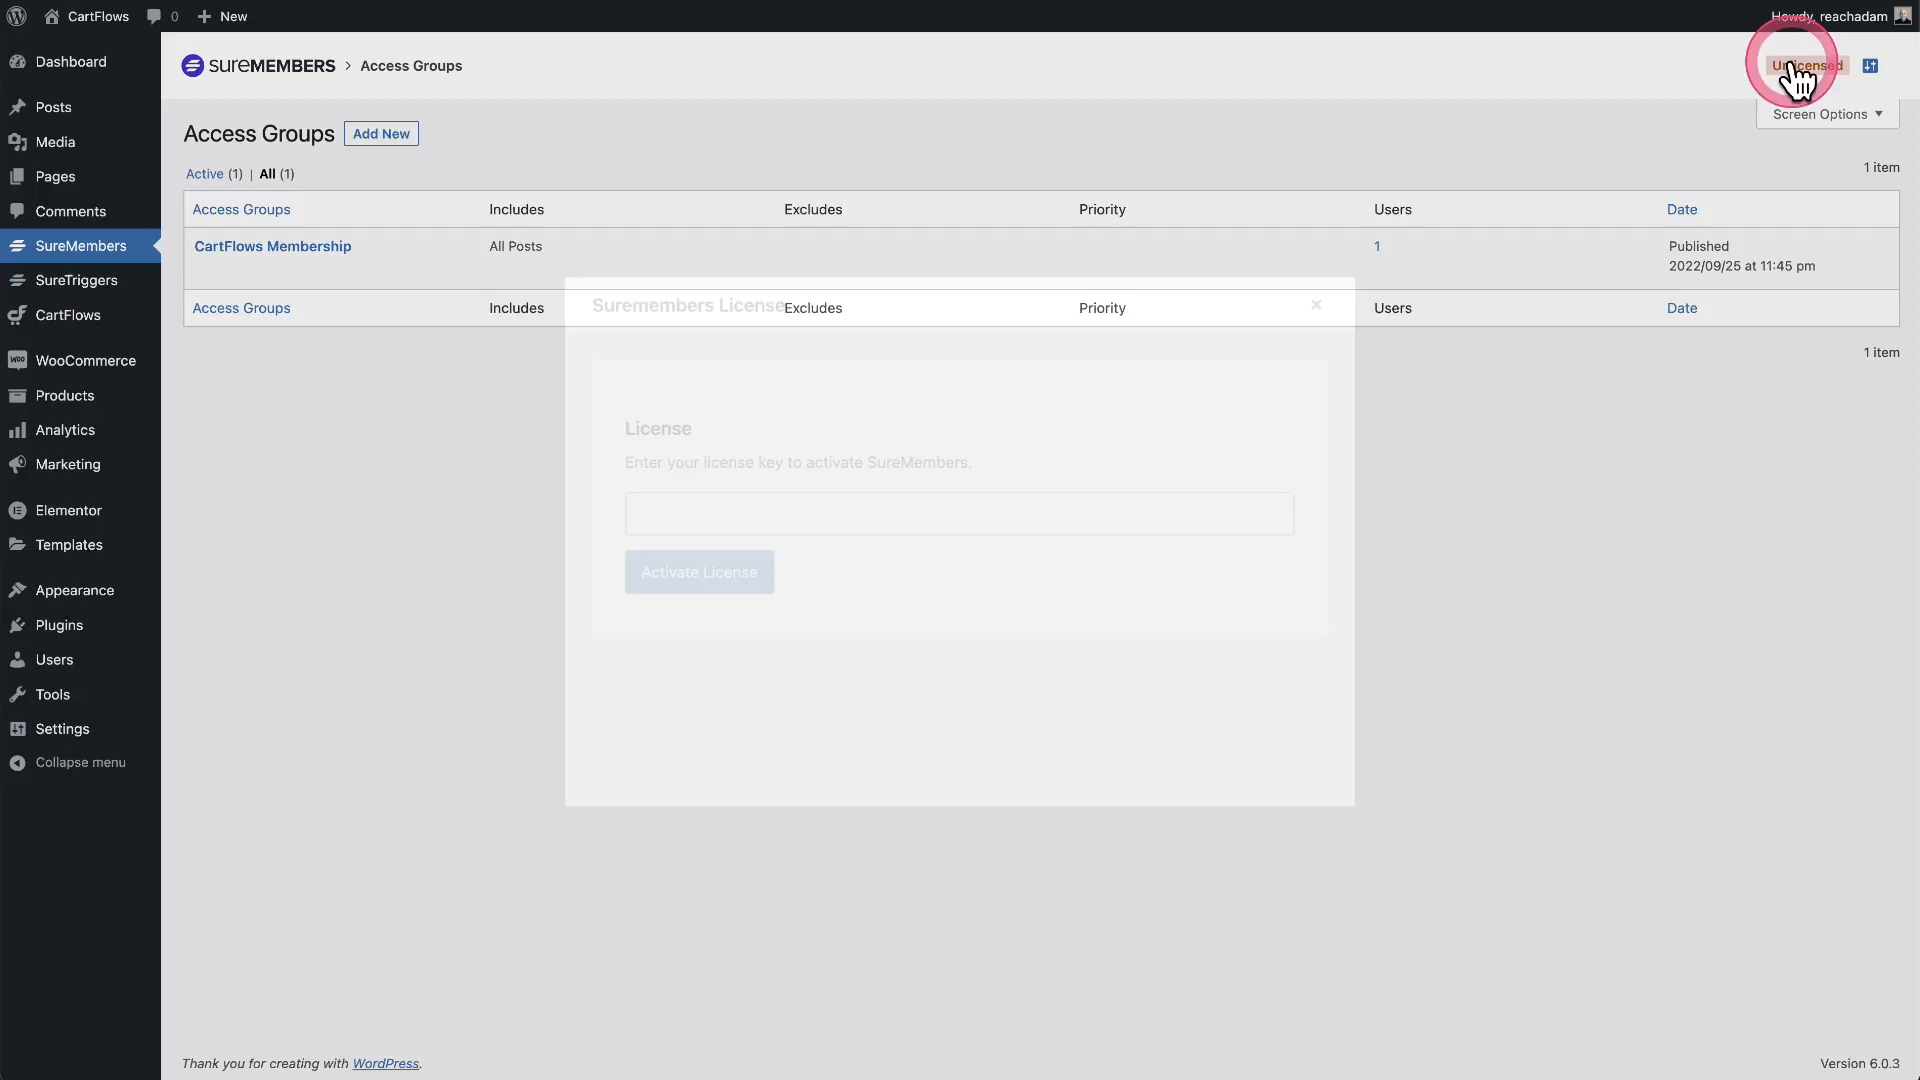 CartFlows
0
New
Howdy, reachadam
Dashboard
Posts
Media
Pages
Comments
SureMembers
SureTriggers
CartFlows
WooCommerce
Products
Analytics
Marketing
Elementor
Templates
Appearance
Plugins
Users
Tools
Settings
Collapse menu
SUREMEMBERS > Access Groups
Unlicensed
Screen Options
Access Groups
Add New
Active (1) | All (1)
1 item
Access Groups Includes Excludes Priority Users Date
CartFlows Membership All Posts 1 Published
2022/09/25 at 11:45 pm
Access Groups Includes Excludes Priority Users Date
1 item
Suremembers License
×
License
Enter your license key to activate SureMembers.
Activate License
Thank you for creating with WordPress.
Version 6.0.3